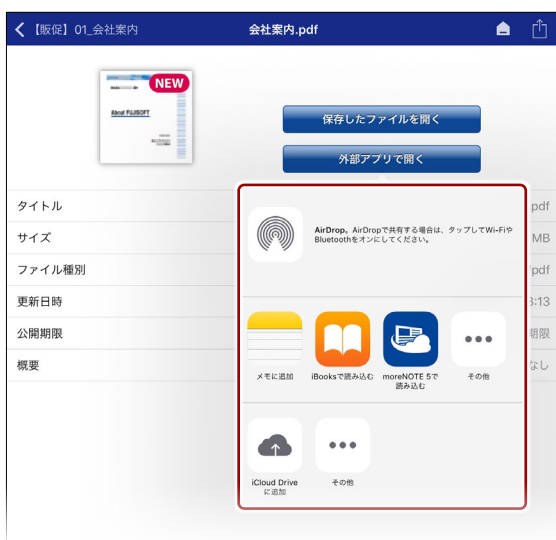 【販促】01_会社案内
会社案内.pdf
NEW
About FUJISOFT
保存したファイルを開く
外部アプリで開く
タイトル
pdf
サイズ
MB
ファイル種別
pdf
更新日時
3:13
公開期限
期限
概要
なし
AirDrop。AirDropで共有する場合は、タップしてWi-Fiや
Bluetoothをオンにしてください。
メモに追加
iBooksで読み込む
moreNOTE 5で
読み込む
その他
iCloud Drive
に追加
その他